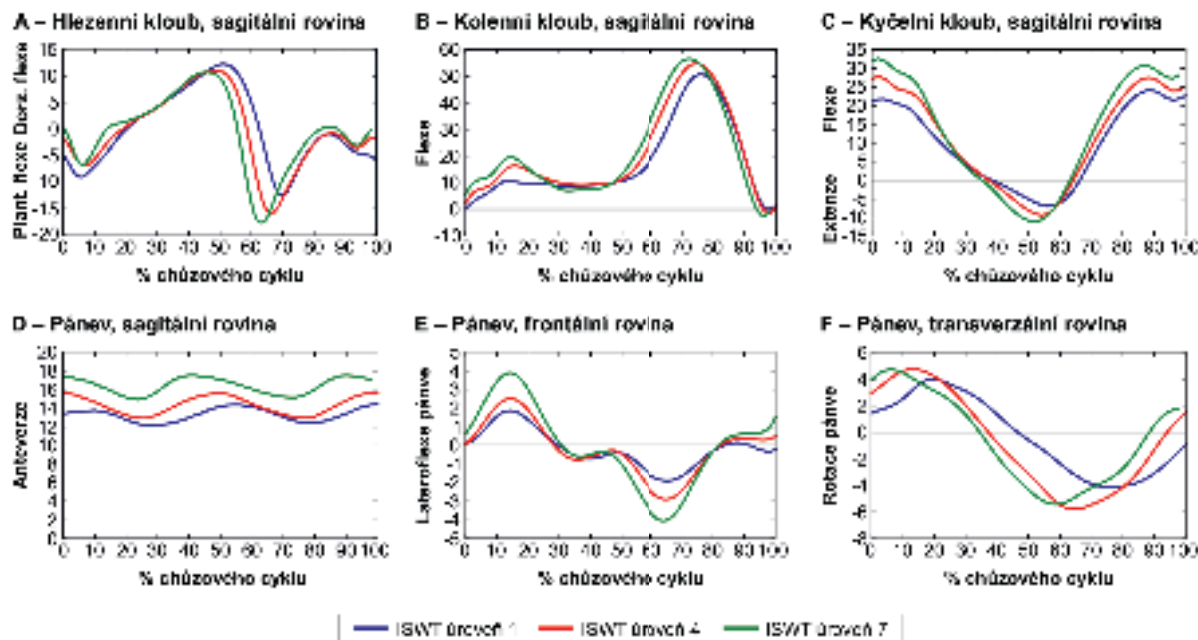 A – Hlezenní kloub, sagitální rovina
B – Kolenní kloub, sagitální rovina
C – Kyčelní kloub, sagitální rovina
Plant. flexe Dorz. flexe
15
10
5
0
-5
-10
-15
-20
0 10 20 30 40 50 60 70 80 90 100
% chůzového cyklu
Flexe
60
50
40
30
20
10
0
-10
0 10 20 30 40 50 60 70 80 90 100
% chůzového cyklu
Extenze Flexe
35
30
25
20
15
10
5
0
-5
-10
-15
0 10 20 30 40 50 60 70 80 90 100
% chůzového cyklu
D – Pánev, sagitální rovina
E – Pánev, frontální rovina
F – Pánev, transverzální rovina
Anteverze
20
18
16
14
12
10
8
6
4
2
0
0 10 20 30 40 50 60 70 80 90 100
% chůzového cyklu
Lateroflexe pánve
5
4
3
2
1
0
-1
-2
-3
-4
-5
0 10 20 30 40 50 60 70 80 90 100
% chůzového cyklu
Rotace pánve
8
6
4
2
0
-2
-4
-6
-8
0 10 20 30 40 50 60 70 80 90 100
% chůzového cyklu
ISWT úroveň 1 ISWT úroveň 4 ISWT úroveň 7